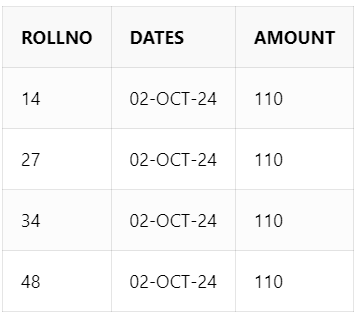 ROLLNO DATES AMOUNT
14 02-OCT-24 110
27 02-OCT-24 110
34 02-OCT-24 110
48 02-OCT-24 110